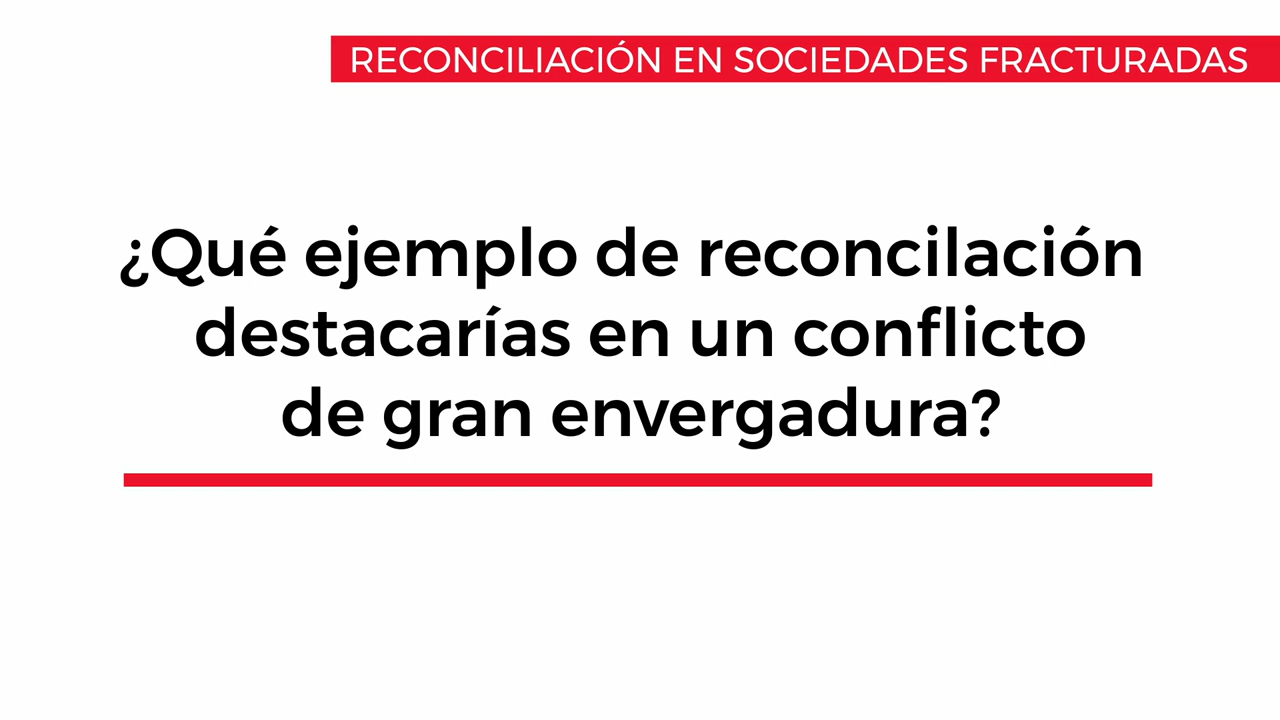 RECONCILIACIÓN EN SOCIEDADES FRACTURADAS
¿Qué ejemplo de reconcilación
destacarías en un conflicto
de gran envergadura?